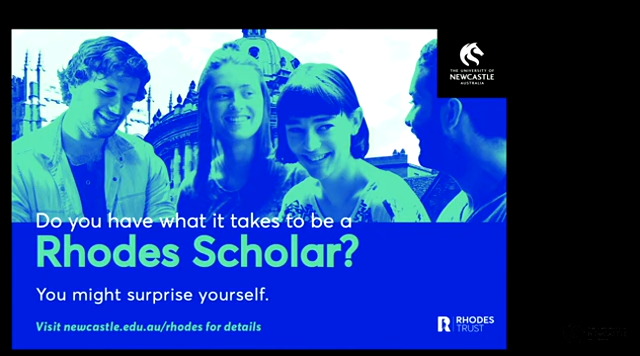 THE UNIVERSITY OF
NEWCASTLE
AUSTRALIA
Do you have what it takes to be a
Rhodes Scholar?
You might surprise yourself.
Visit newcastle.edu.au/rhodes for details
RHODES
TRUST